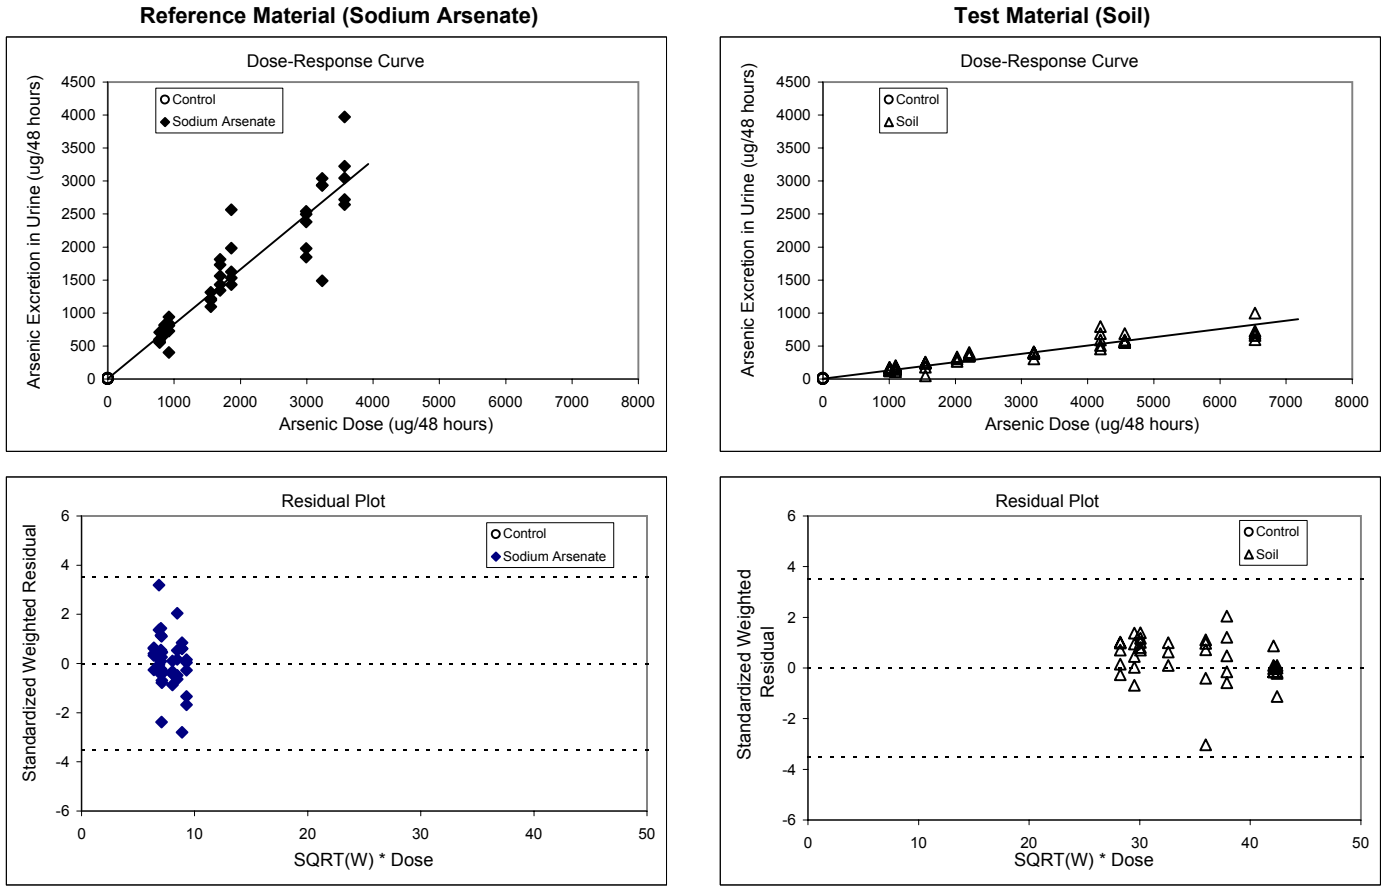 Reference Material (Sodium Arsenate)
Dose-Response Curve
Arsenic Excretion in Urine (ug/48 hours)
4500
4000
3500
3000
2500
2000
1500
1000
500
0
Control
Sodium Arsenate
0 1000 2000 3000 4000 5000 6000 7000 8000
Arsenic Dose (ug/48 hours)
Test Material (Soil)
Dose-Response Curve
Arsenic Excretion in Urine (ug/48 hours)
4500
4000
3500
3000
2500
2000
1500
1000
500
0
Control
Soil
0 1000 2000 3000 4000 5000 6000 7000 8000
Arsenic Dose (ug/48 hours)
Residual Plot
Standardized Weighted Residual
6
4
2
0
-2
-4
-6
Control
Sodium Arsenate
0 10 20 30 40 50
SQRT(W) * Dose
Residual Plot
Standardized Weighted
Residual
6
4
2
0
-2
-4
-6
Control
Soil
0 10 20 30 40 50
SQRT(W) * Dose